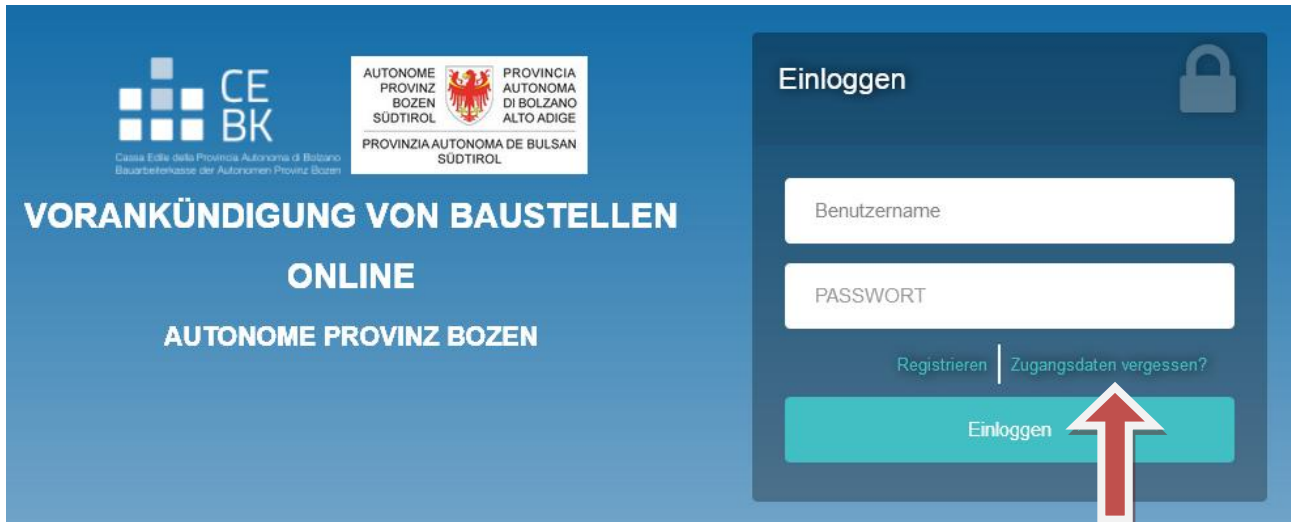 CE
BK
Cassa Edile della Provincia Autonoma di Bolzano
Bauarbeiterkasse der Autonomen Provinz Bozen
AUTONOME
PROVINZ
BOZEN
SÜDTIROL
PROVINCIA
AUTONOMA
DI BOLZANO
ALTO ADIGE
PROVINZIA AUTONOMA DE BULSAN
SÜDTIROL
VORANKÜNDIGUNG VON BAUSTELLEN
ONLINE
AUTONOME PROVINZ BOZEN
Einloggen
Benutzername
PASSWORT
Registrieren
Zugangsdaten vergessen?
Einloggen